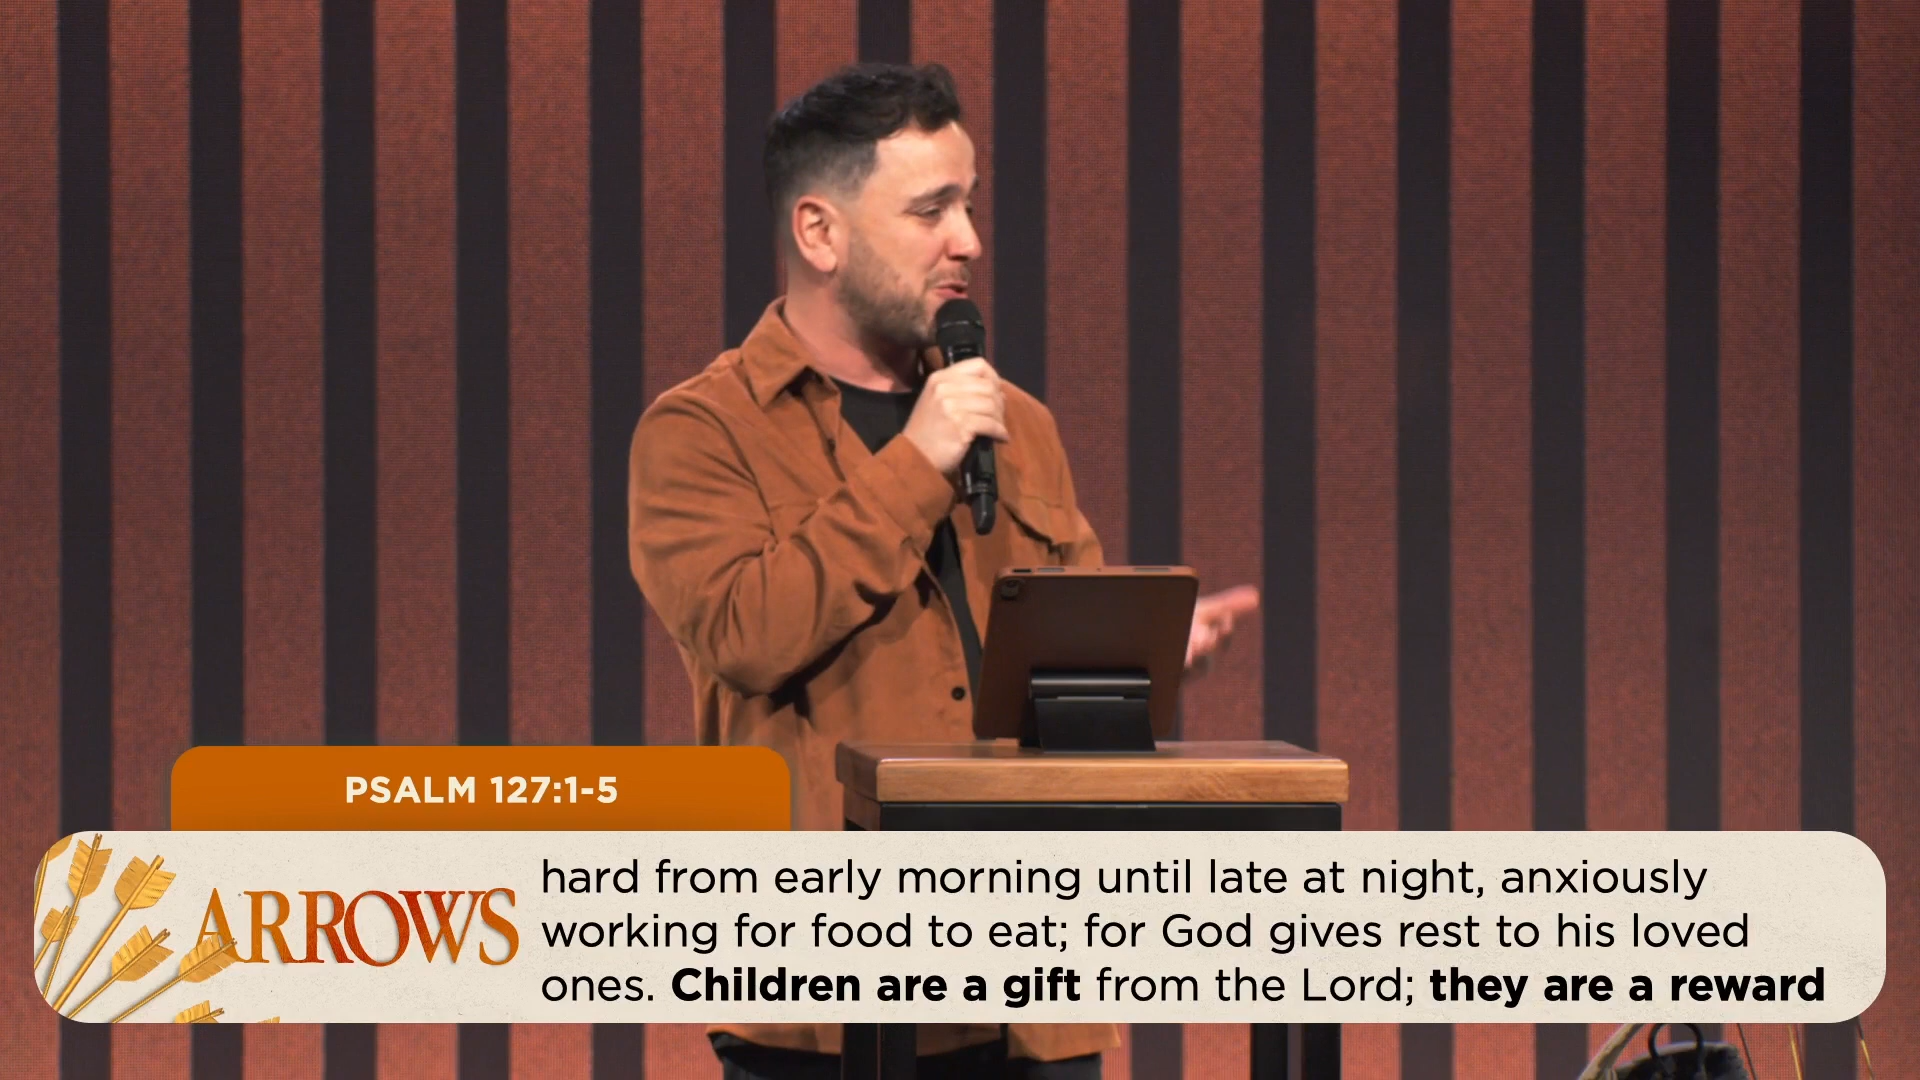 PSALM 127:1-5
ARROWS
hard from early morning until late at night, anxiously
working for food to eat; for God gives rest to his loved
ones. Children are a gift from the Lord; they are a reward